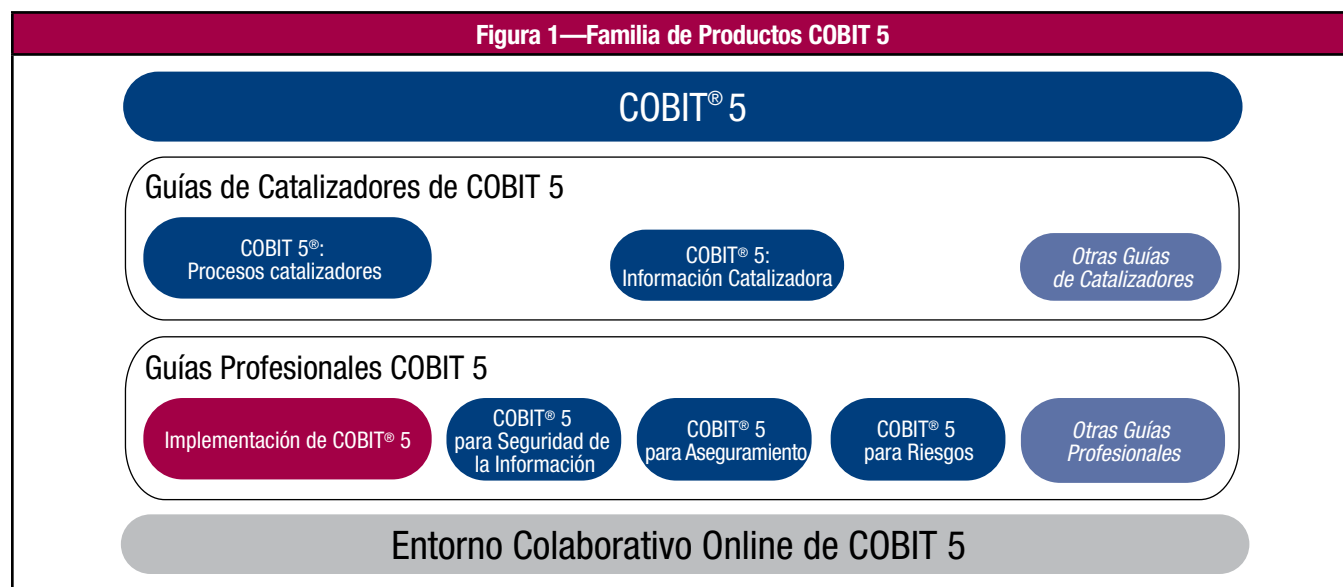 Figura 1—Familia de Productos COBIT 5
COBIT® 5
Guías de Catalizadores de COBIT 5
COBIT 5®:
Procesos catalizadores
COBIT® 5:
Información Catalizadora
Otras Guías
de Catalizadores
Guías Profesionales COBIT 5
Implementación de COBIT® 5
COBIT® 5
para Seguridad de
la Información
COBIT® 5
para Aseguramiento
COBIT® 5
para Riesgos
Otras Guías
Profesionales
Entorno Colaborativo Online de COBIT 5